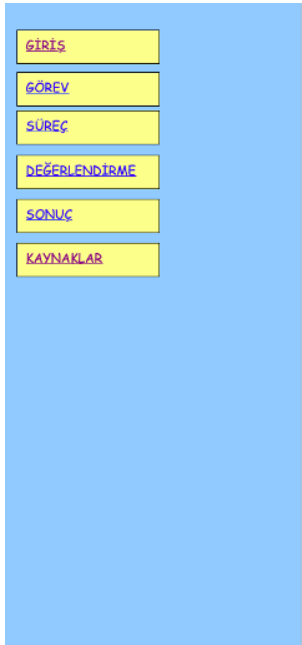 GİRİŞ
GÖREV
SÜREÇ
DEĞERLENDİRME
SONUÇ
KAYNAKLAR